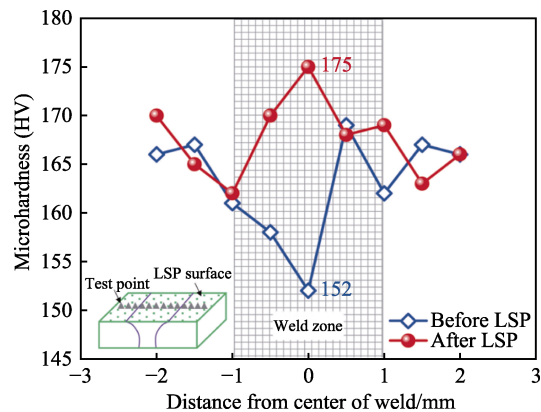 180
175
170
165
160
155
150
145
Microhardness (HV)
175
152
Test point
LSP surface
Weld zone
Before LSP
After LSP
−3
−2
−1
0
1
2
3
Distance from center of weld/mm